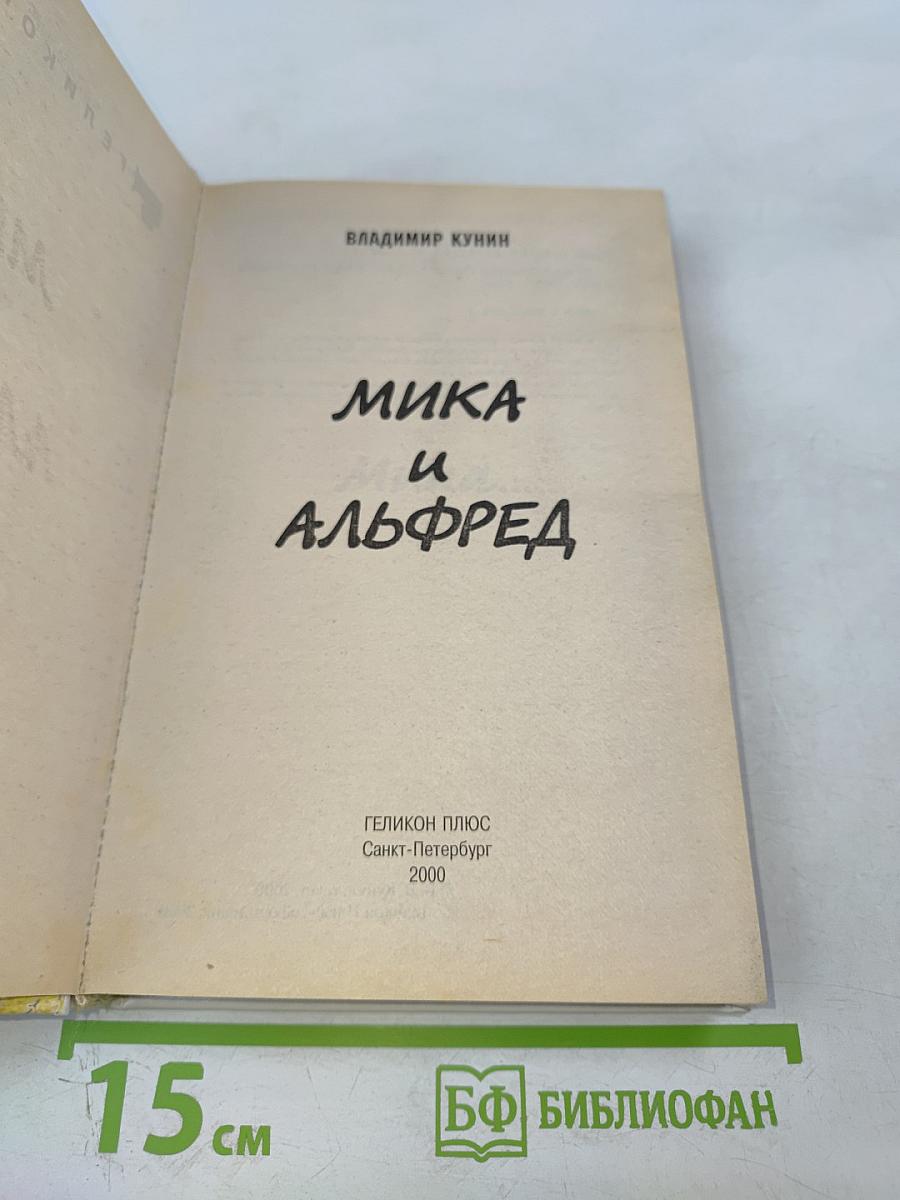 ВЛАДИМИР КУНИН
МИКА
и
АЛЬФРЕД
ГЕЛИКОН ПЛЮС
Санкт-Петербург
2000
15 см
БФ БИБЛИОФАН